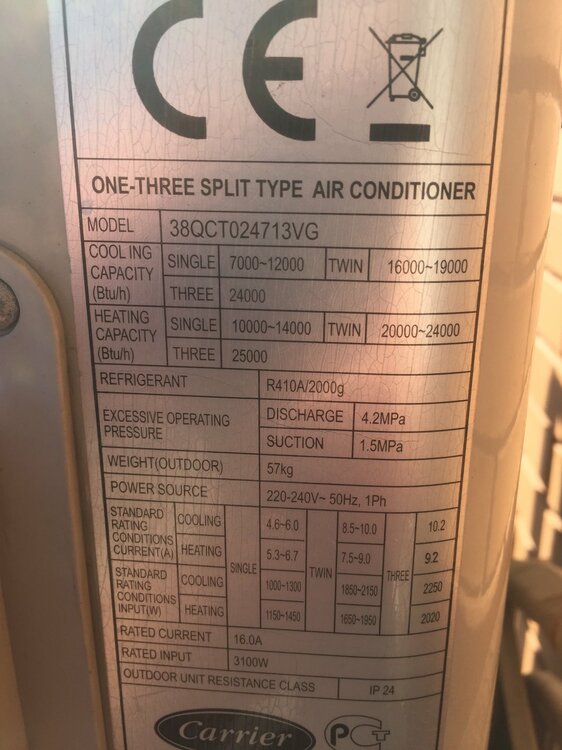 CE
ONE-THREE SPLIT TYPE AIR CONDITIONER
MODEL 38QCT024713VG
COOLING CAPACITY (Btu/h) SINGLE 7000~12000 TWIN 16000~19000
THREE 24000
HEATING CAPACITY (Btu/h) SINGLE 10000~14000 TWIN 20000~24000
THREE 25000
REFRIGERANT R410A/2000g
EXCESSIVE OPERATING PRESSURE DISCHARGE 4.2MPa
SUCTION 1.5MPa
WEIGHT(OUTDOOR) 57kg
POWER SOURCE 220-240V~ 50Hz, 1Ph
STANDARD RATING CONDITIONS CURRENT(A) COOLING SINGLE 4.6~6.0 TWIN 8.5~10.0 THREE 10.2
HEATING 5.3~6.7 7.5~9.0 9.2
STANDARD RATING CONDITIONS INPUT(W) COOLING 1000~1300 1850~2150 2250
HEATING 1150~1450 1650~1950 2020
RATED CURRENT 16.0A
RATED INPUT 3100W
OUTDOOR UNIT RESISTANCE CLASS IP 24
Carrier